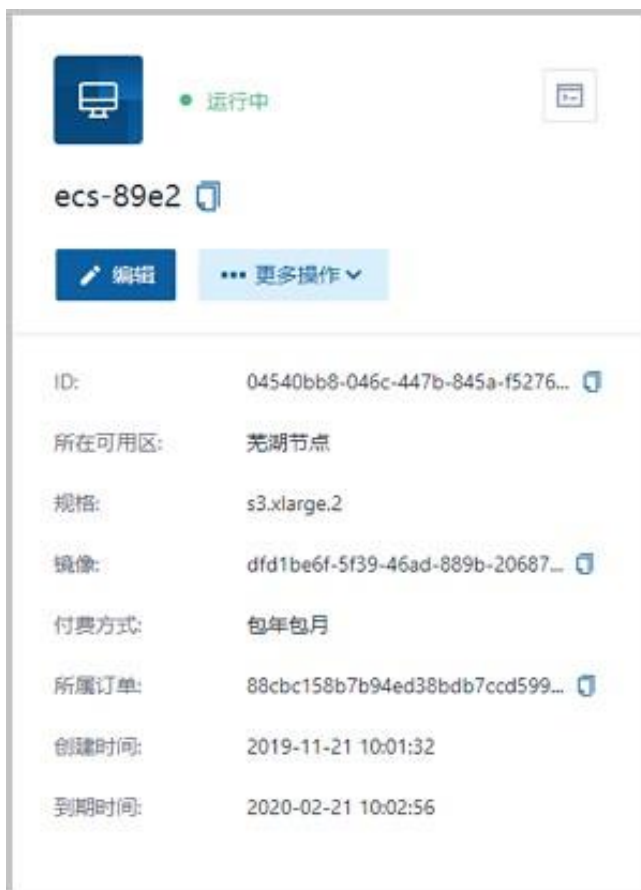 运行中
ecs-89e2
编辑
••• 更多操作
ID: 04540bb8-046c-447b-845a-f5276...
所在可用区: 芜湖节点
规格: s3.xlarge.2
镜像: dfd1be6f-5f39-46ad-889b-20687...
付费方式: 包年包月
所属订单: 88cbc158b7b94ed38bdb7ccd599...
创建时间: 2019-11-21 10:01:32
到期时间: 2020-02-21 10:02:56